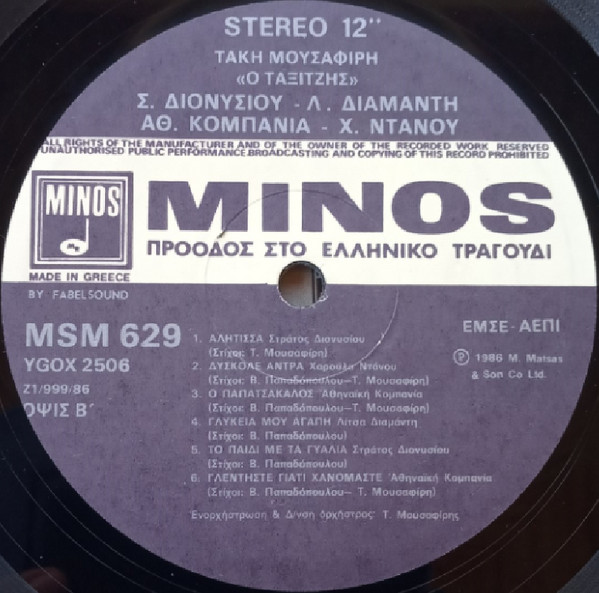 STEREO 12"
ΤΑΚΗ ΜΟΥΣΑΦΙΡΗ
«Ο ΤΑΞΙΤΖΗΣ»
Σ. ΔΙΟΝΥΣΙΟΥ - Λ. ΔΙΑΜΑΝΤΗ
ΑΘ. ΚΟΜΠΑΝΙΑ - Χ. ΝΤΑΝΟΥ
ALL RIGHTS OF THE MANUFACTURER AND OF THE OWNER OF THE RECORDED WORK RESERVED
UNAUTHORISED PUBLIC PERFORMANCE BROADCASTING AND COPYING OF THIS RECORD PROHIBITED
MINOS
MINOS
ΠΡΟΟΔΟΣ ΣΤΟ ΕΛΛΗΝΙΚΟ ΤΡΑΓΟΥΔΙ
MADE IN GREECE
BY FABELSOUND
MSM 629
YGOX 2506
Z1/999/86
ΟΨΙΣ Β'
1. ΑΛΗΤΙΣΣΑ Στράτος Διονυσίου
(Στίχοι: Τ. Μουσαφίρη)
2. ΔΥΣΚΟΛΕ ΑΝΤΡΑ Χαρούλα Ντάνου
(Στίχοι: Β. Παπαδόπουλου-Τ. Μουσαφίρη)
3. Ο ΠΑΠΑΤΣΑΚΑΛΟΣ 'Αθηναϊκή Κομπανία
(Στίχοι: Β. Παπαδόπουλου-Τ. Μουσαφίρη)
4. ΓΛΥΚΕΙΑ ΜΟΥ ΑΓΑΠΗ Λίτσα Διαμάντη
(Στίχοι: Β. Παπαδόπουλου)
5. ΤΟ ΠΑΙΔΙ ΜΕ ΤΑ ΓΥΑΛΙΑ Στράτος Διονυσίου
(Στίχοι: Β. Παπαδόπουλου)
6. ΓΛΕΝΤΗΣΤΕ ΓΙΑΤΙ ΧΑΝΟΜΑΣΤΕ 'Αθηναϊκή Κομπανία
(Στίχοι: Β. Παπαδόπουλου- Τ. Μουσαφίρη)
Ενορχήστρωση & Δ/νση όρχήστρας: Τ. Μουσαφίρης
ΕΜΣΕ - ΑΕΠΙ
℗ 1986 M. Matsas
& Son Co Ltd.